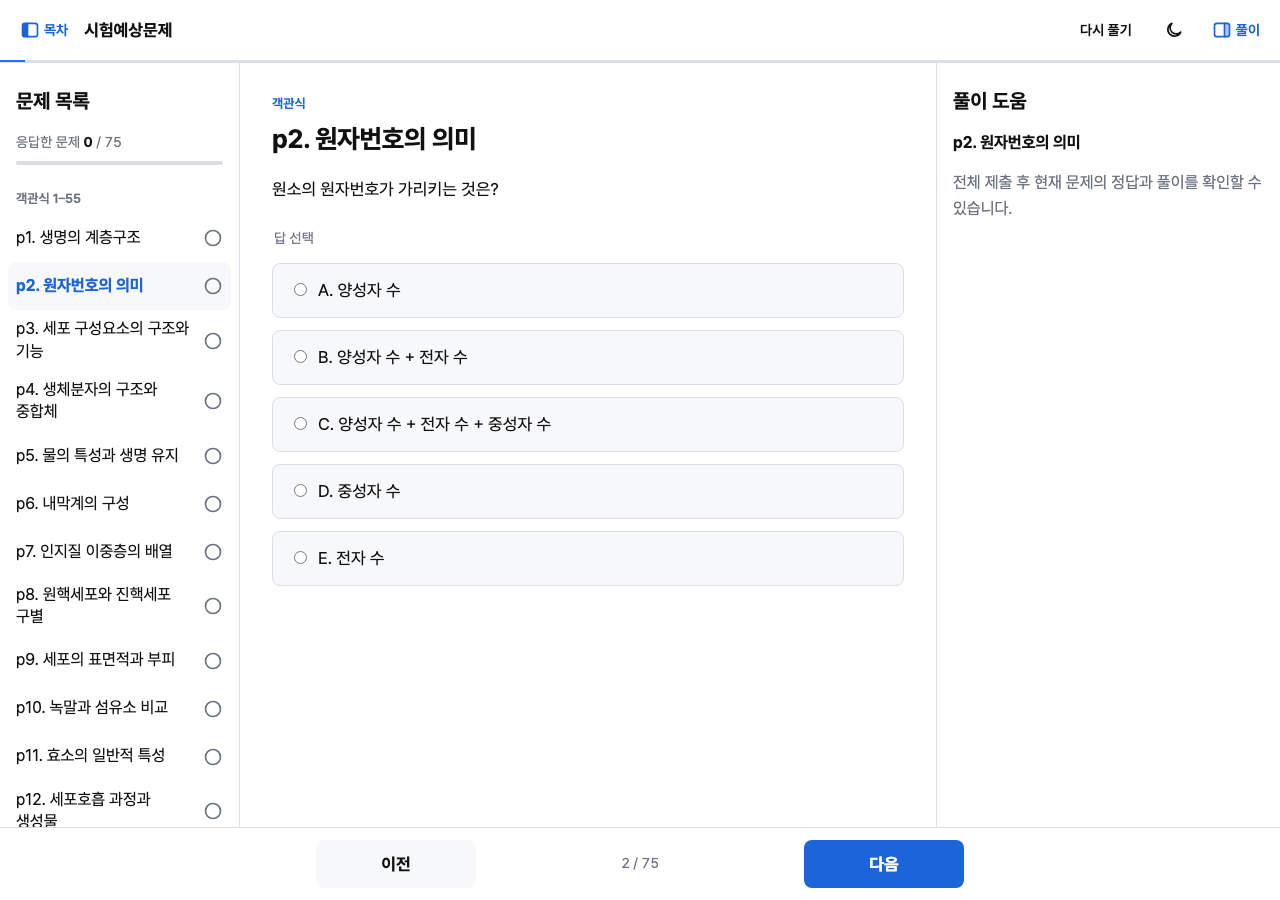 목차
시험예상문제
다시 풀기
풀이
문제 목록
응답한 문제 0 / 75
객관식 1–55
p1. 생명의 계층구조
p2. 원자번호의 의미
p3. 세포 구성요소의 구조와
기능
p4. 생체분자의 구조와
중합체
p5. 물의 특성과 생명 유지
p6. 내막계의 구성
p7. 인지질 이중층의 배열
p8. 원핵세포와 진핵세포
구별
p9. 세포의 표면적과 부피
p10. 녹말과 섬유소 비교
p11. 효소의 일반적 특성
p12. 세포호흡 과정과
생성물
객관식
p2. 원자번호의 의미
원소의 원자번호가 가리키는 것은?
답 선택
A. 양성자 수
B. 양성자 수 + 전자 수
C. 양성자 수 + 전자 수 + 중성자 수
D. 중성자 수
E. 전자 수
풀이 도움
p2. 원자번호의 의미
전체 제출 후 현재 문제의 정답과 풀이를 확인할 수
있습니다.
이전
2 / 75
다음